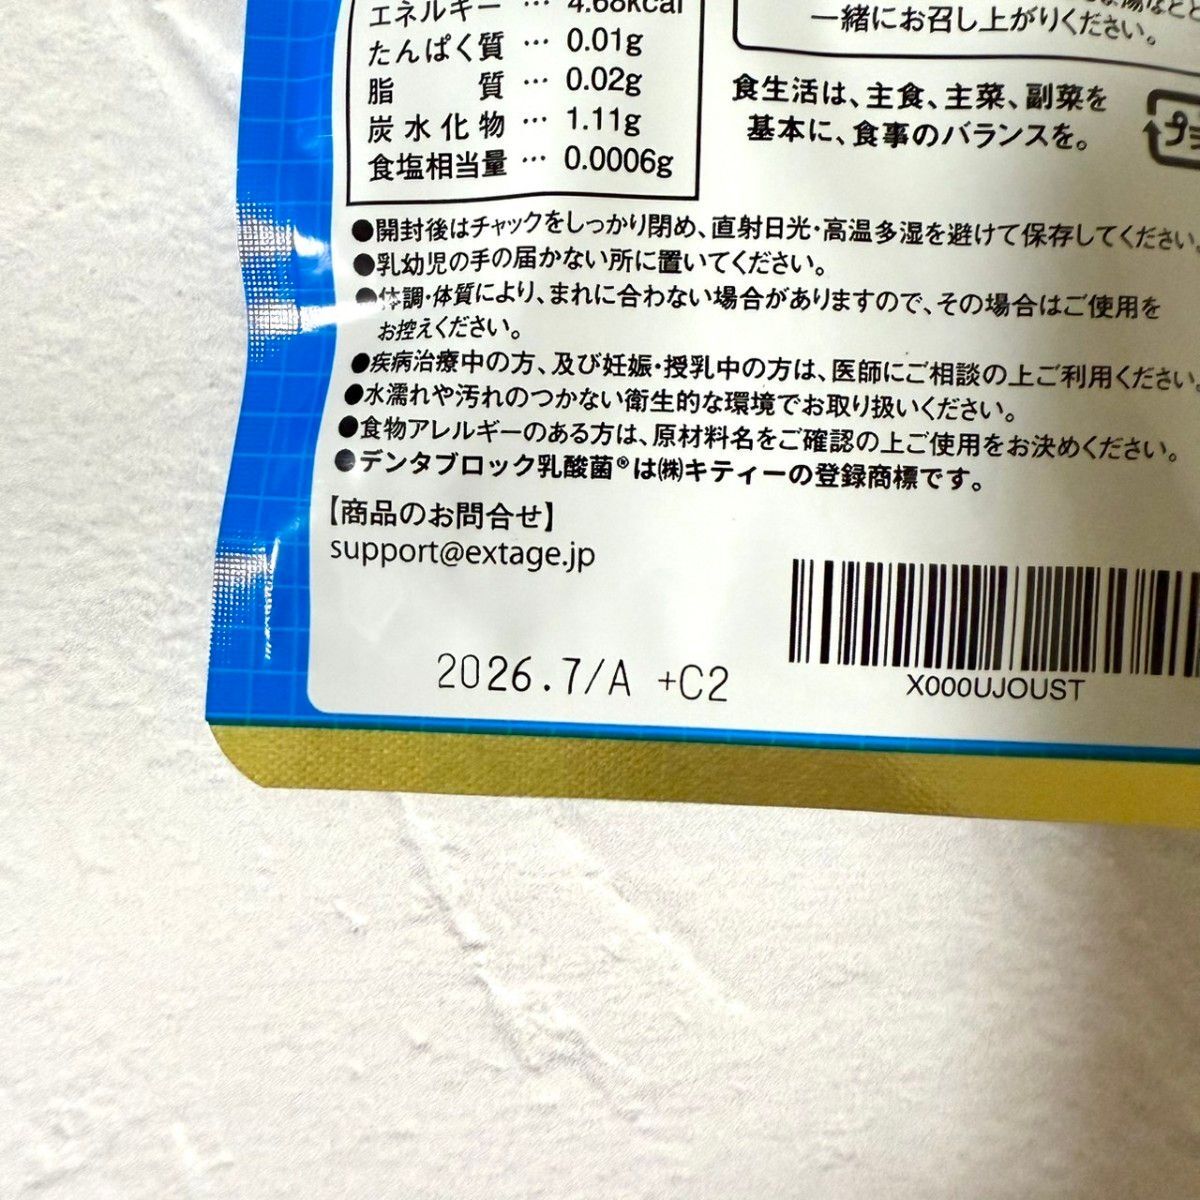 エネルギー … 4.68kcal
たんぱく質 … 0.01g
脂質 … 0.02g
炭水化物 … 1.11g
食塩相当量 … 0.0006g
一緒にお召し上がりください。
食生活は、主食、主菜、副菜を
基本に、食事のバランスを。
プラ
●開封後はチャックをしっかり閉め、直射日光・高温多湿を避けて保存してください。
●乳幼児の手の届かない所に置いてください。
●体調・体質により、まれに合わない場合がありますので、その場合はご使用を
お控えください。
●疾病治療中の方、及び妊娠・授乳中の方は、医師にご相談の上ご利用ください。
●水濡れや汚れのつかない衛生的な環境でお取り扱いください。
●食物アレルギーのある方は、原材料名をご確認の上ご使用をお決めください。
●デンタブロック乳酸菌®は㈱キティーの登録商標です。
【商品のお問合せ】
support@extage.jp
2026.7/A +C2
X000UJOUST